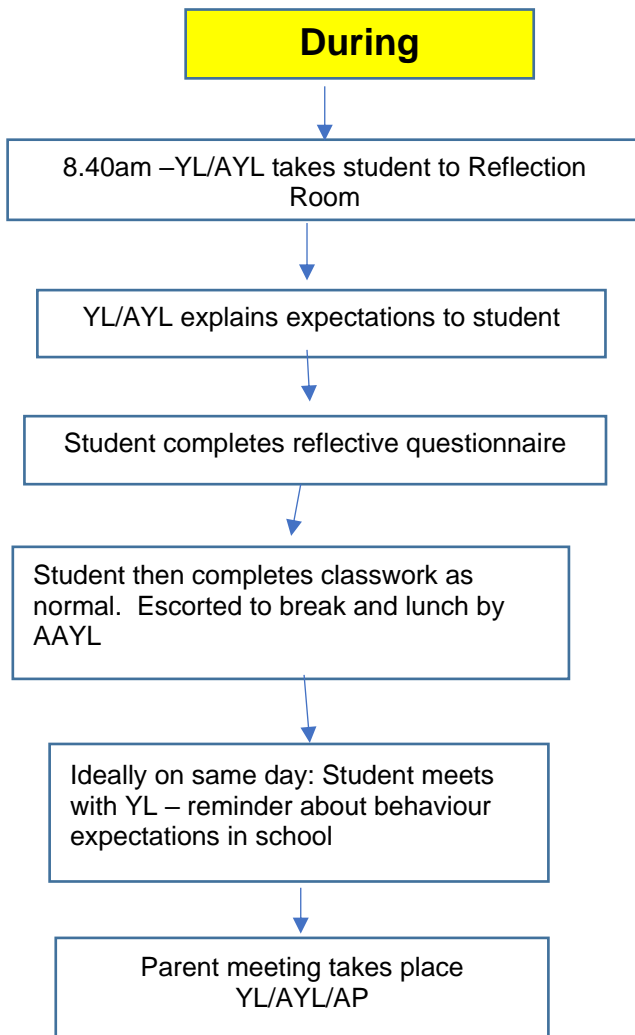 During
8.40am –YL/AYL takes student to Reflection
Room
YL/AYL explains expectations to student
Student completes reflective questionnaire
Student then completes classwork as
normal.  Escorted to break and lunch by
AAYL
Ideally on same day: Student meets
with YL – reminder about behaviour
expectations in school
Parent meeting takes place
YL/AYL/AP